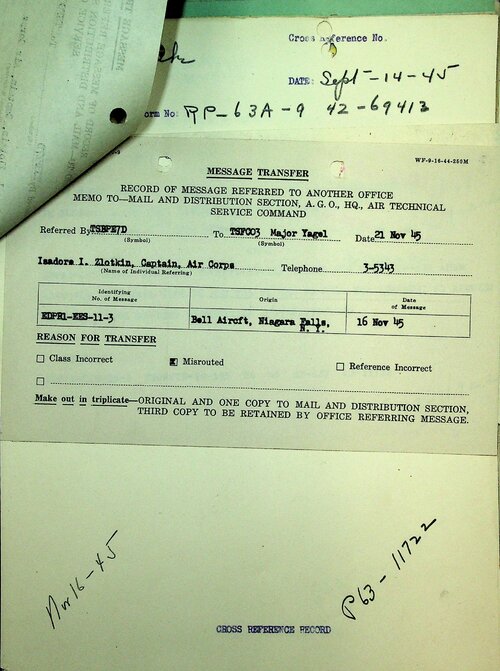 Cross Reference No.
DATE: Sept-14-45
orm No: RP-63A-9 42-69413
WF-9-16-44-250M
MESSAGE TRANSFER
RECORD OF MESSAGE REFERRED TO ANOTHER OFFICE
MEMO TO—MAIL AND DISTRIBUTION SECTION, A.G.O., HQ., AIR TECHNICAL
SERVICE COMMAND
Referred By TSBPE7D To TSFCO3 Major Yagel Date 21 Nov 45
(Symbol) (Symbol)
Isadore I. Zlotkin, Captain, Air Corps Telephone 3-5343
(Name of Individual Referring)
Identifying No. of Message Origin Date of Message
EDPR1-KES-11-3 Bell Aircft, Niagara Falls, N. Y. 16 Nov 45
REASON FOR TRANSFER
Class Incorrect Misrouted Reference Incorrect
Make out in triplicate—ORIGINAL AND ONE COPY TO MAIL AND DISTRIBUTION SECTION,
THIRD COPY TO BE RETAINED BY OFFICE REFERRING MESSAGE.
Nov 16-45
P63-11722
CROSS REFERENCE RECORD